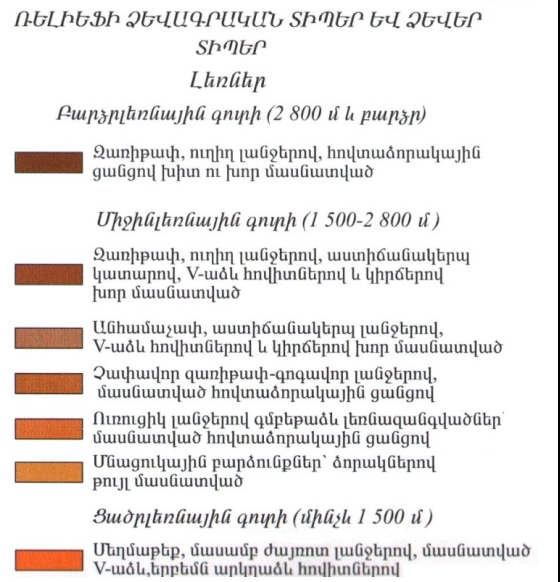 ՌԵԼԻԵՖԻ ՁԵՎԱԳՐԱԿԱՆ ՏԻՊԵՐ ԵՎ ՁԵՎԵՐ
ՏԻՊԵՐ
Լեռներ
Բարձրլեռնային գոտի (2 800 մ և բարձր)
Զառիթափ, ուղիղ լանջերով, հովտաձորակային
ցանցով խիտ ու խոր մասնատված
Միջինլեռնային գոտի (1 500-2 800 մ)
Զառիթափ, ուղիղ լանջերով, աստիճանակերպ
կատարով, V-աձև հովիտներով և կիրճերով
խոր մասնատված
Անհամաչափ, աստիճանակերպ լանջերով,
V-աձև հովիտներով և կիրճերով խոր մասնատված
Չափավոր զառիթափ-գոգավոր լանջերով,
մասնատված հովտաձորակային ցանցով
Ուռուցիկ լանջերով գմբեթաձև լեռնազանգվածներ՝
մասնատված հովտաձորակային ցանցով
Մնացուկային բարձունքներ՝ ձորակներով
թույլ մասնատված
Ցածրլեռնային գոտի (մինչև 1 500 մ)
Մեղմաթեք, մասամբ ժայռոտ լանջերով, մասնատված
V-աձև,երբեմն արկղաձև հովիտներով